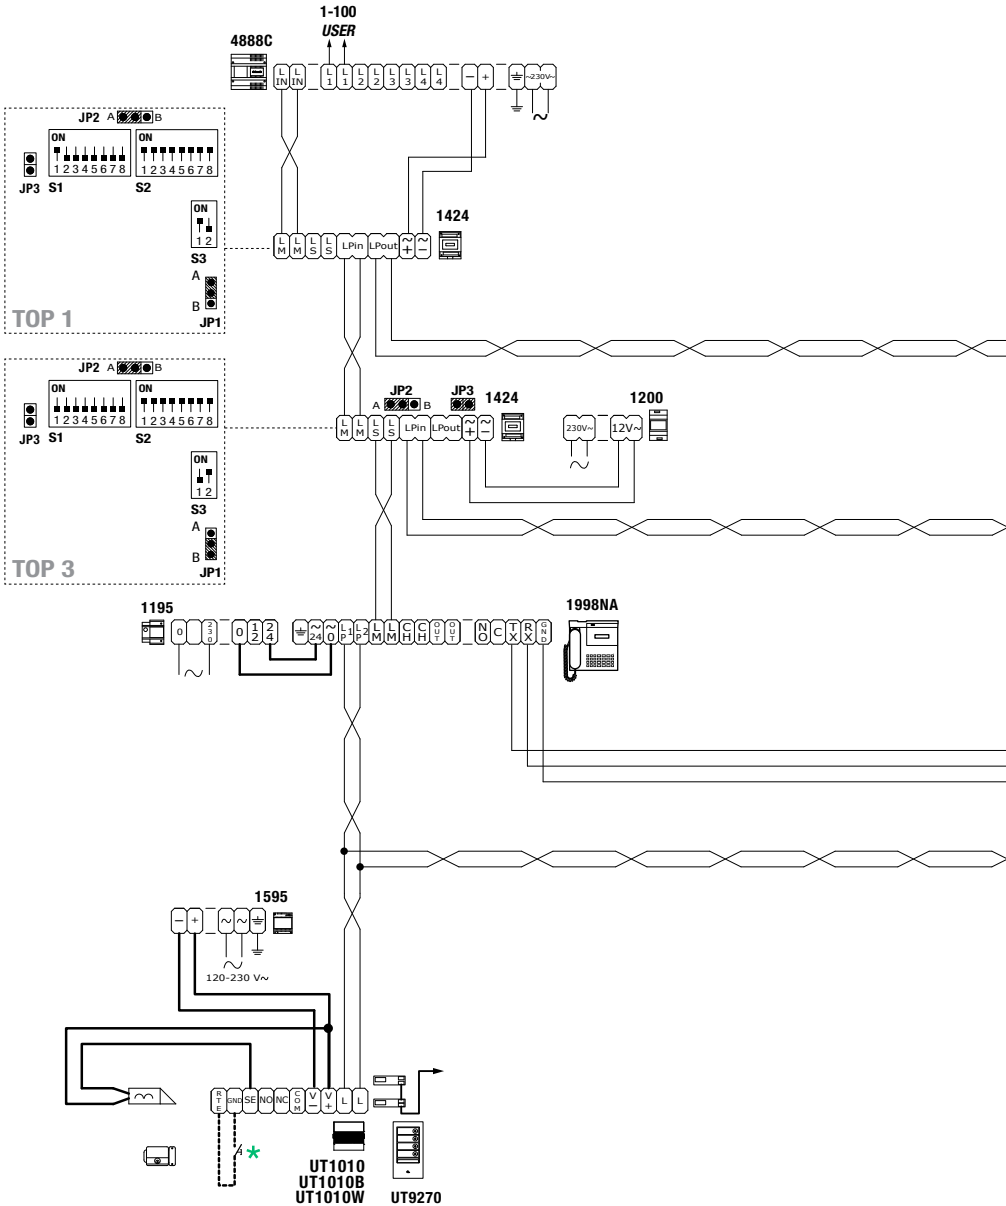 1-100
USER
4888C
L IN L IN L 1 L 1 L 2 L 2 L 3 L 3 L 4 L 4 – + ~230V~
~
JP2 A B
ON ON
1 2 3 4 5 6 7 8 1 2 3 4 5 6 7 8
JP3 S1 S2
ON
1 2
S3
A
B
JP1
TOP 1
1424
L M L M L S L S LPin LPout ~ + ~ –
JP2 A B
ON ON
1 2 3 4 5 6 7 8 1 2 3 4 5 6 7 8
JP3 S1 S2
ON
1 2
S3
A
B
JP1
TOP 3
JP2 JP3 1424 1200
A B
L M L M L S L S LPin LPout ~ + ~ – 230V~ 12V~
~
1195 1998NA
0 230 0 12 24 ~ 24 ~ 0 LP 1 LP 2 L M L M C H C H OUT OUT NO C TX RX GND
~
1595
– + ~ ~
~
120-230 V~
RTE GND SE NO NC COM V – V + L L
*
UT1010
UT1010B
UT1010W
UT9270